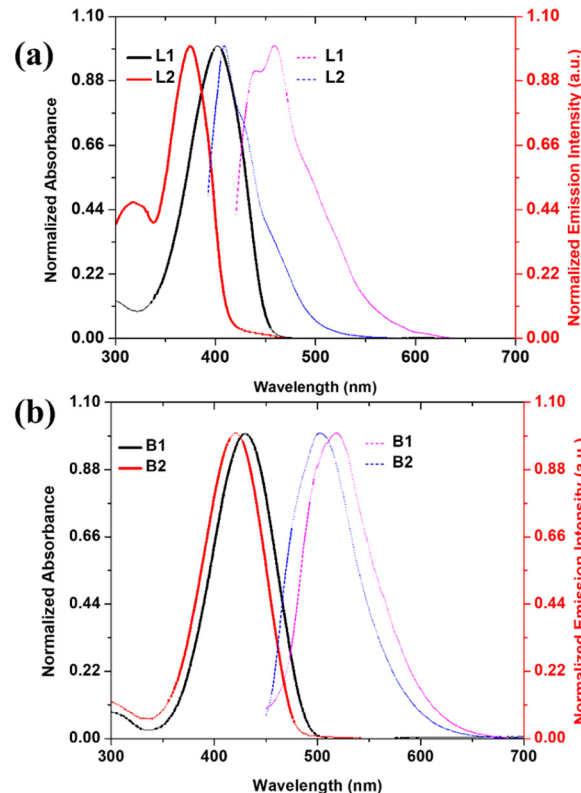 (a)
1.10
0.88
0.66
0.44
0.22
0.00
Normalized Absorbance
L1
L2
L1
L2
1.10
0.88
0.66
0.44
0.22
0.00
Normalized Emission Intensity (a.u.)
300 400 500 600 700
Wavelength (nm)
(b)
1.10
0.88
0.66
0.44
0.22
0.00
Normalized Absorbance
B1
B2
B1
B2
1.10
0.88
0.66
0.44
0.22
0.00
Normalized Emission Intensity (a.u.)
300 400 500 600 700
Wavelength (nm)